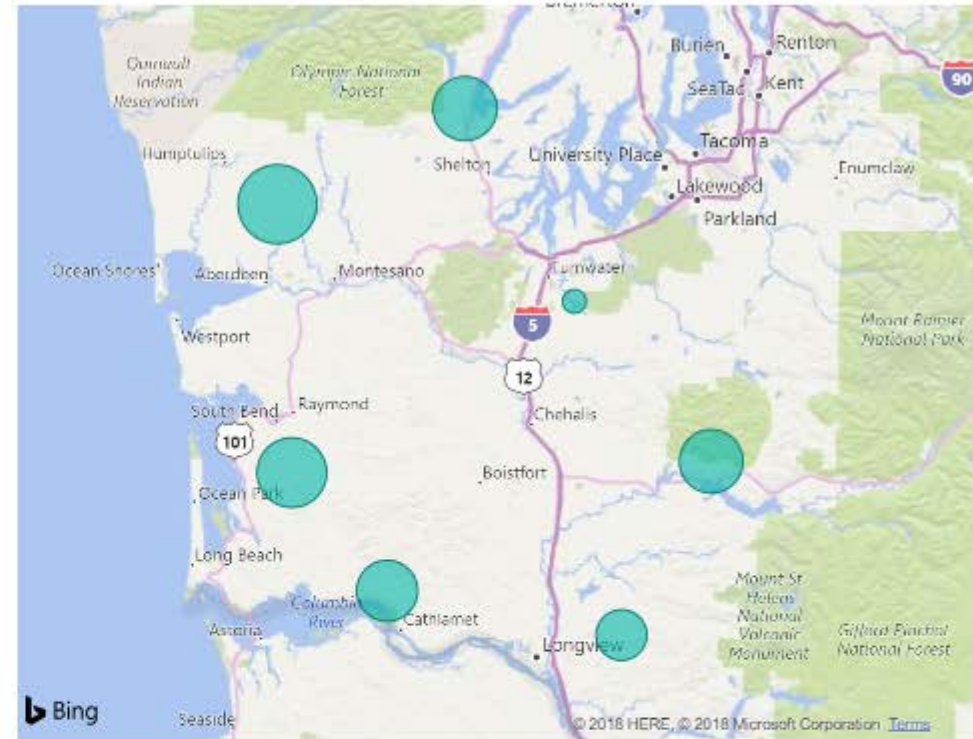 Burien
Renton
Quinault
Indian
Reservation
Olympic National
Forest
SeaTac
Kent
90
Humptulips
Shelton
University Place
Tacoma
Enumclaw
Lakewood
Parkland
Ocean Shores
Aberdeen
Montesano
Tumwater
5
Westport
Mount Rainier
National Park
12
South Bend
Raymond
Chehalis
101
Boistfort
Ocean Park
Long Beach
Mount St
Helens
National
Volcanic
Monument
Columbia
River
Cathlamet
Astoria
Longview
Gifford Pinchot
National Forest
Bing
Seaside
© 2018 HERE, © 2018 Microsoft Corporation Terms